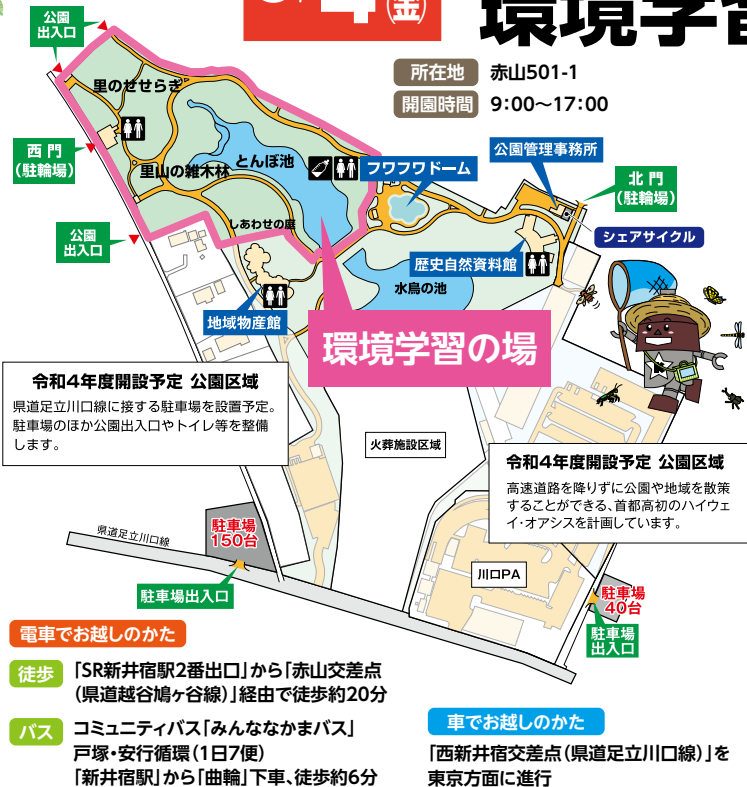 4
(金)
環境学習
所在地 赤山501-1
開園時間 9:00～17:00
公園
出入口
里のせせらぎ
西門
(駐輪場)
里山の雑木林
とんぼ池
フワフワドーム
公園管理事務所
北門
(駐輪場)
公園
出入口
しあわせの庭
シェアサイクル
歴史自然資料館
水鳥の池
地域物産館
環境学習の場
令和4年度開設予定 公園区域
県道足立川口線に接する駐車場を設置予定。
駐車場のほか公園出入口やトイレ等を整備
します。
火葬施設区域
令和4年度開設予定 公園区域
高速道路を降りずに公園や地域を散策
することができる、首都高初のハイウェ
イ・オアシスを計画しています。
県道足立川口線
駐車場
150台
駐車場出入口
川口PA
駐車場
40台
駐車場
出入口
電車でお越しのかた
徒歩 「SR新井宿駅2番出口」から「赤山交差点
(県道越谷鳩ヶ谷線)」経由で徒歩約20分
バス コミュニティバス「みんななかまバス」
戸塚・安行循環(1日7便)
「新井宿駅」から「曲輪」下車、徒歩約6分
車でお越しのかた
「西新井宿交差点(県道足立川口線)」を
東京方面に進行